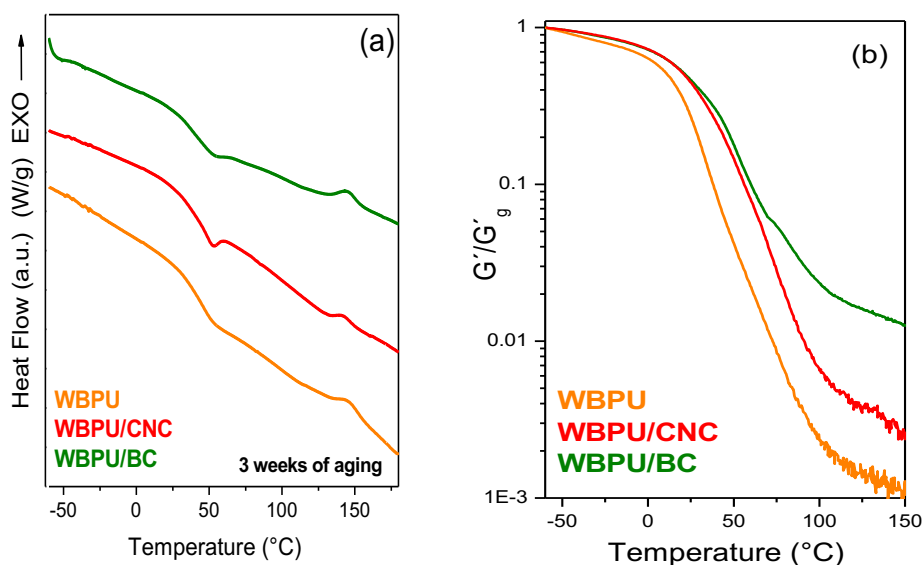 (a)
Heat Flow (a.u.) (W/g) EXO
WBPU
WBPU/CNC
WBPU/BC
3 weeks of aging
-50 0 50 100 150
Temperature (°C)
(b)
1
0.1
0.01
1E-3
G´/G´g
WBPU
WBPU/CNC
WBPU/BC
-50 0 50 100 150
Temperature (°C)